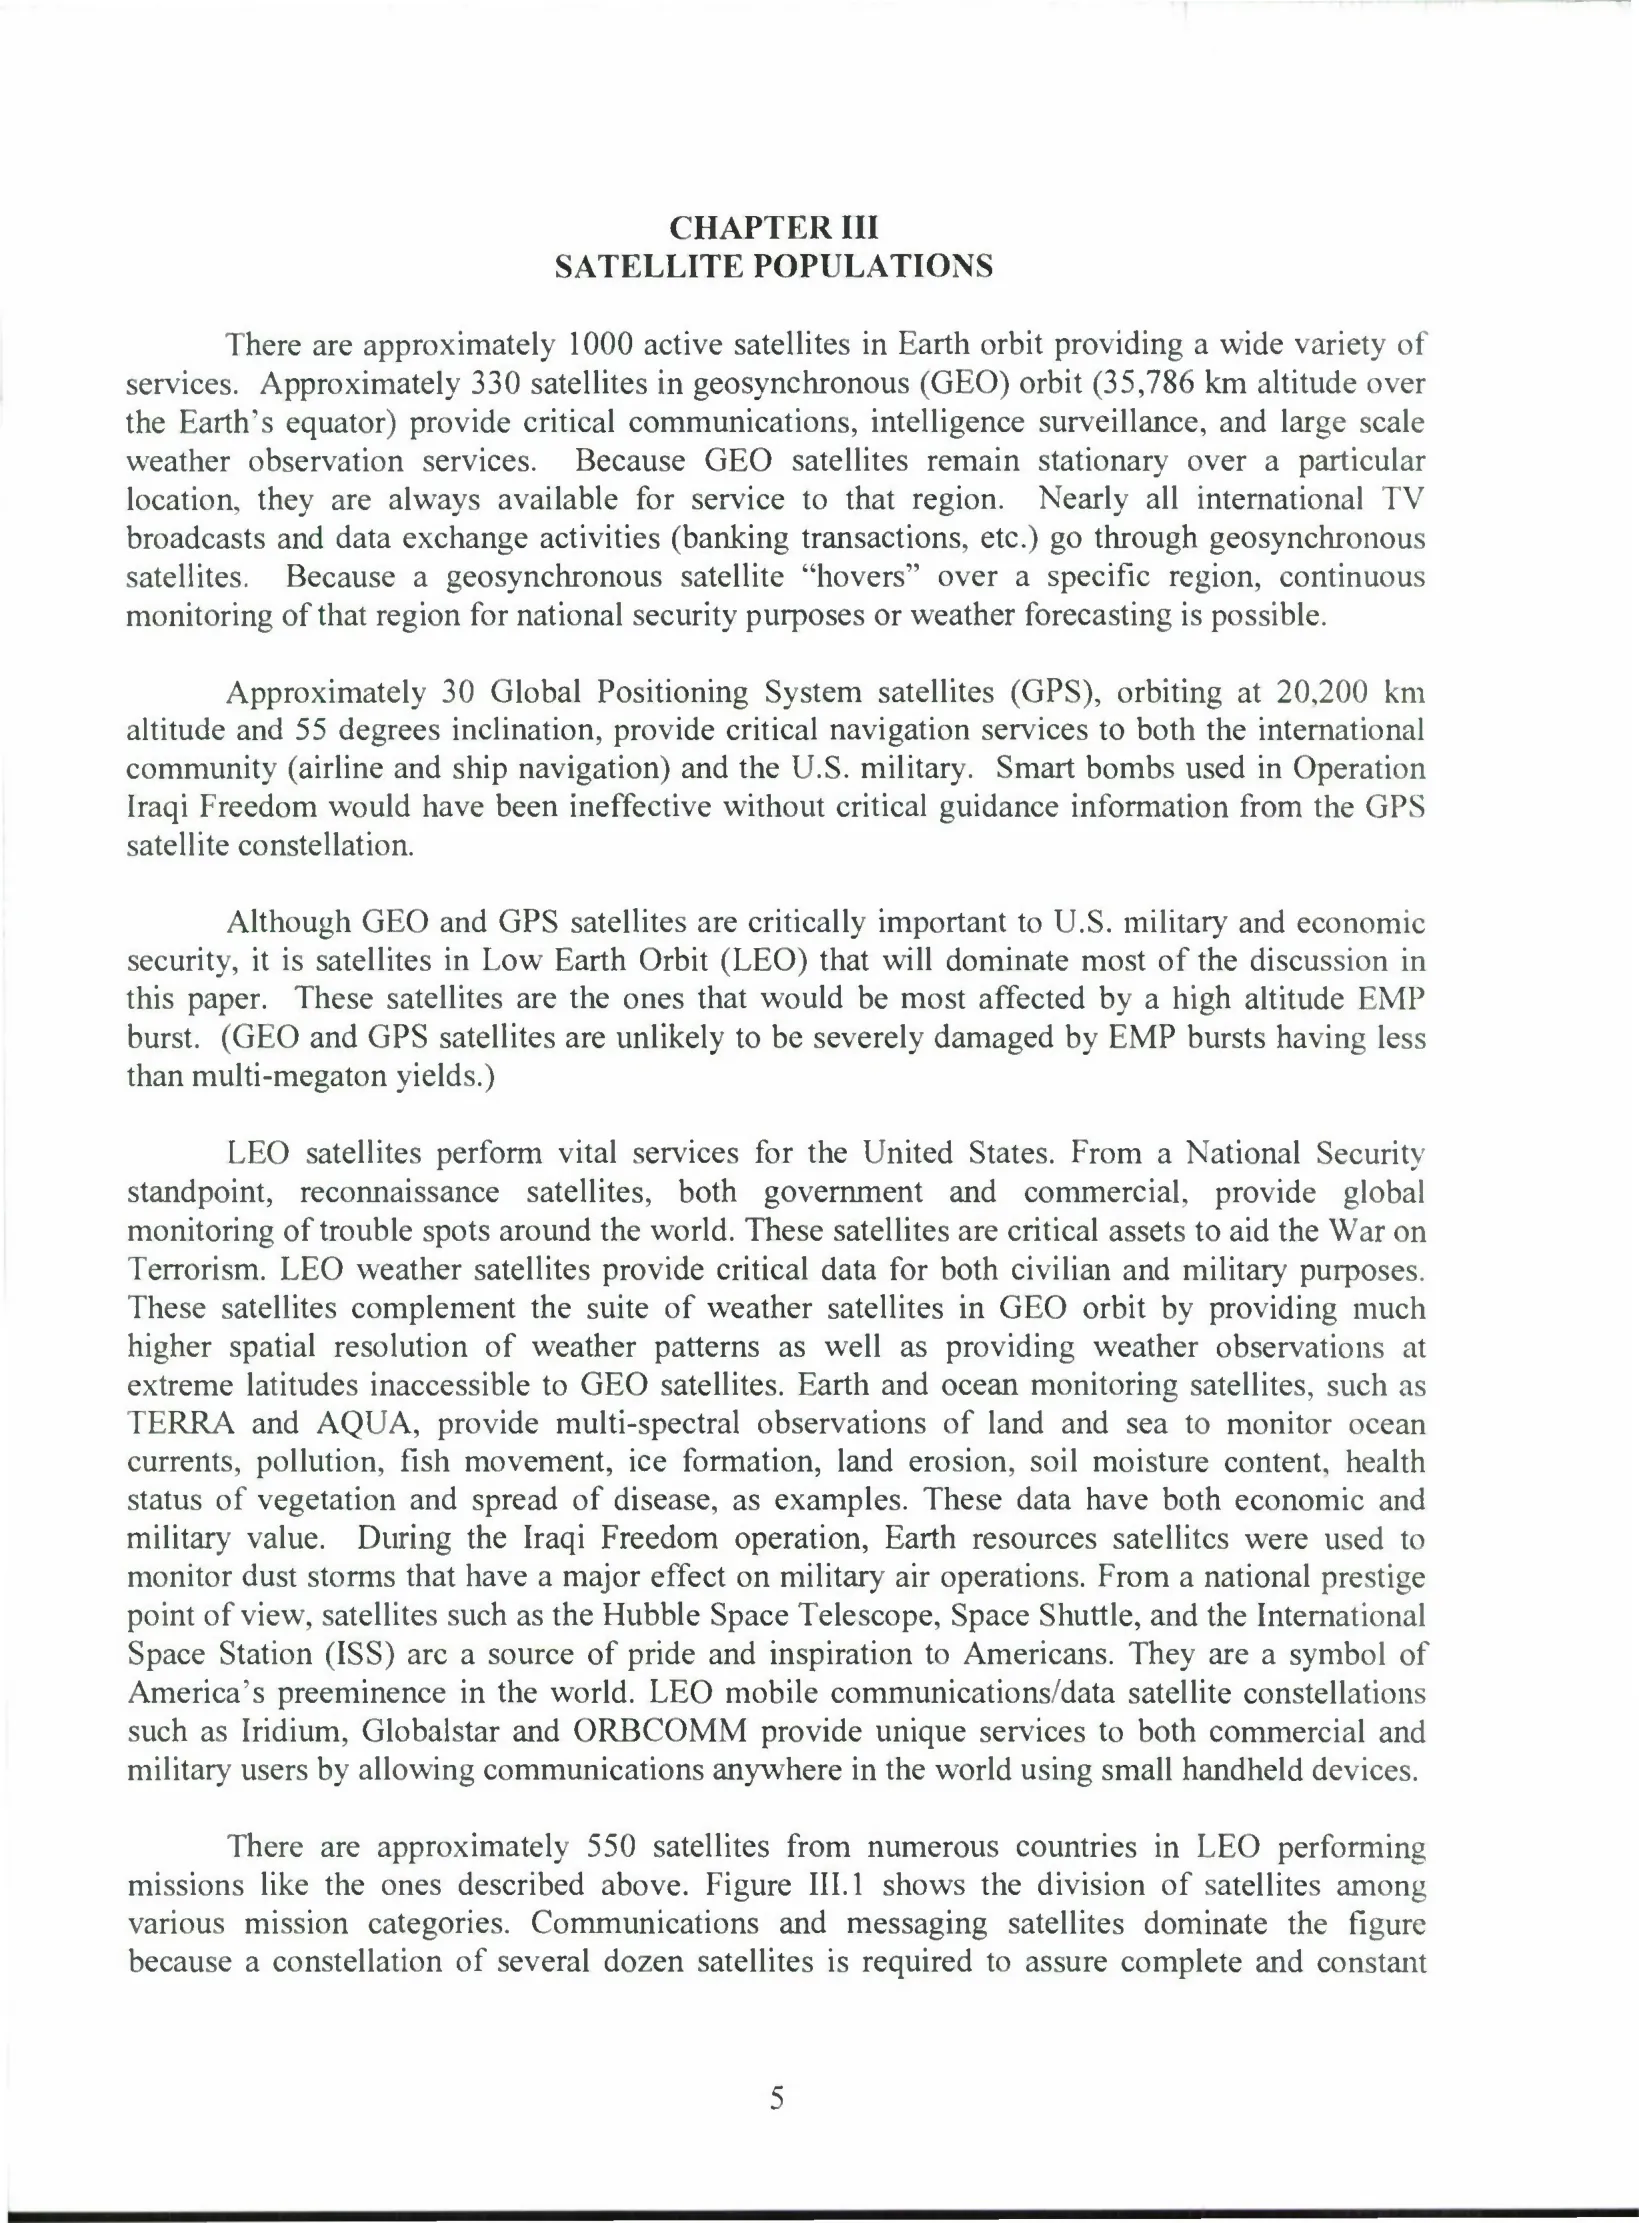 CHAPTER III
SATELLITE POPULATIONS
There are approximately 1000 active satellites in Earth orbit providing a wide variety of
services. Approximately 330 satellites in geosynchronous (GEO) orbit (35,786 km altitude over
the Earth's equator) provide critical communications, intelligence surveillance, and large scale
weather observation services. Because GEO satellites remain stationary over a particular
location, they are always available for service to that region. Nearly all international TV
broadcasts and data exchange activities (banking transactions, etc.) go through geosynchronous
satellites. Because a geosynchronous satellite “hovers” over a specific region, continuous
monitoring of that region for national security purposes or weather forecasting is possible.
Approximately 30 Global Positioning System satellites (GPS), orbiting at 20,200 km
altitude and 55 degrees inclination, provide critical navigation services to both the international
community (airline and ship navigation) and the U.S. military. Smart bombs used in Operation
Iraqi Freedom would have been ineffective without critical guidance information from the GPS
satellite constellation.
Although GEO and GPS satellites are critically important to U.S. military and economic
security, it is satellites in Low Earth Orbit (LEO) that will dominate most of the discussion in
this paper. These satellites are the ones that would be most affected by a high altitude EMP
burst. (GEO and GPS satellites are unlikely to be severely damaged by EMP bursts having less
than multi-megaton yields.)
LEO satellites perform vital services for the United States. From a National Security
standpoint, reconnaissance satellites, both government and commercial, provide global
monitoring of trouble spots around the world. These satellites are critical assets to aid the War on
Terrorism. LEO weather satellites provide critical data for both civilian and military purposes.
These satellites complement the suite of weather satellites in GEO orbit by providing much
higher spatial resolution of weather patterns as well as providing weather observations at
extreme latitudes inaccessible to GEO satellites. Earth and ocean monitoring satellites, such as
TERRA and AQUA, provide multi-spectral observations of land and sea to monitor ocean
currents, pollution, fish movement, ice formation, land erosion, soil moisture content, health
status of vegetation and spread of disease, as examples. These data have both economic and
military value. During the Iraqi Freedom operation, Earth resources satellites were used to
monitor dust storms that have a major effect on military air operations. From a national prestige
point of view, satellites such as the Hubble Space Telescope, Space Shuttle, and the International
Space Station (ISS) are a source of pride and inspiration to Americans. They are a symbol of
America's preeminence in the world. LEO mobile communications/data satellite constellations
such as Iridium, Globalstar and ORBCOMM provide unique services to both commercial and
military users by allowing communications anywhere in the world using small handheld devices.
There are approximately 550 satellites from numerous countries in LEO performing
missions like the ones described above. Figure III.1 shows the division of satellites among
various mission categories. Communications and messaging satellites dominate the figure
because a constellation of several dozen satellites is required to assure complete and constant
5